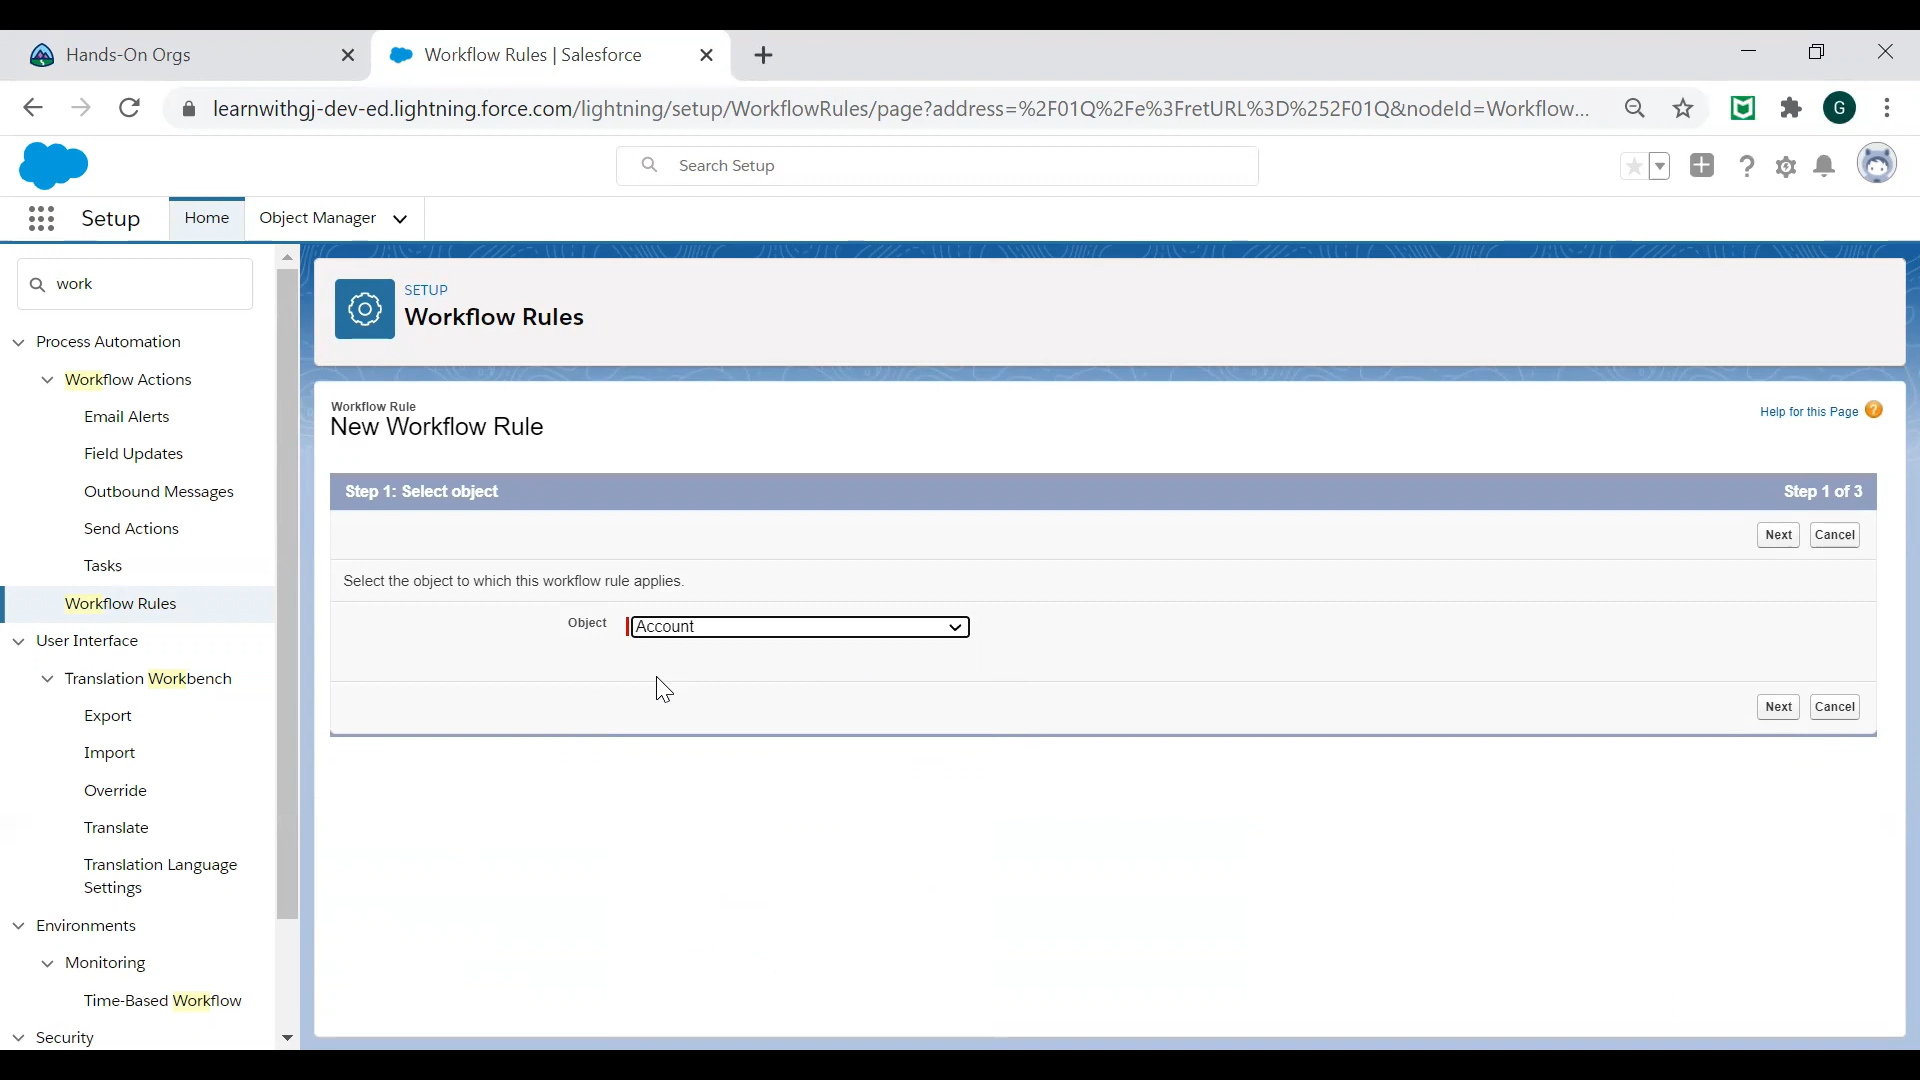 Hands-On Orgs
Workflow Rules | Salesforce
learnwithgj-dev-ed.lightning.force.com/lightning/setup/WorkflowRules/page?address=%2F01Q%2Fe%3FretURL%3D%252F01Q&nodeId=Workflow...
G
Search Setup
Setup
Home
Object Manager
work
Process Automation
Workflow Actions
Email Alerts
Field Updates
Outbound Messages
Send Actions
Tasks
Workflow Rules
User Interface
Translation Workbench
Export
Import
Override
Translate
Translation Language
Settings
Environments
Monitoring
Time-Based Workflow
Security
SETUP
Workflow Rules
Workflow Rule
New Workflow Rule
Help for this Page ?
Step 1: Select object
Step 1 of 3
Next
Cancel
Select the object to which this workflow rule applies.
Object
Account
Next
Cancel